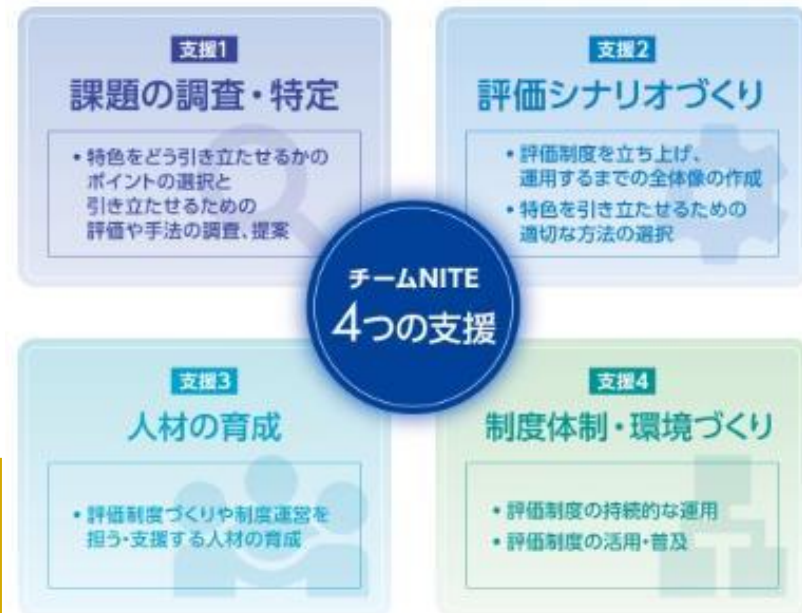 支援1
課題の調査・特定
• 特色をどう引き立たせるかの
ポイントの選択と
引き立たせるための
評価や手法の調査、提案
支援2
評価シナリオづくり
• 評価制度を立ち上げ、
運用するまでの全体像の作成
• 特色を引き立たせるための
適切な方法の選択
チームNITE
4つの支援
支援3
人材の育成
• 評価制度づくりや制度運営を
担う・支援する人材の育成
支援4
制度体制・環境づくり
• 評価制度の持続的な運用
• 評価制度の活用・普及